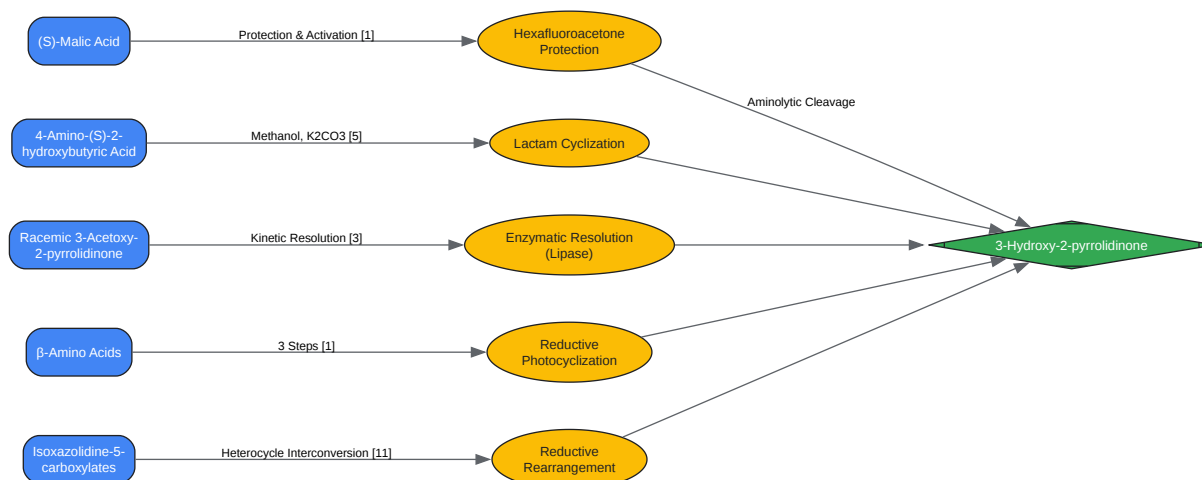 (S)-Malic Acid
Protection & Activation [1]
Hexafluoroacetone
Protection
Aminolytic Cleavage
4-Amino-(S)-2-
hydroxybutyric Acid
Methanol, K2CO3 [5]
Lactam Cyclization
Racemic 3-Acetoxy-
2-pyrrolidinone
Kinetic Resolution [3]
Enzymatic Resolution
(Lipase)
3-Hydroxy-2-pyrrolidinone
β-Amino Acids
3 Steps [1]
Reductive
Photocyclization
Isoxazolidine-5-
carboxylates
Heterocycle Interconversion [11]
Reductive
Rearrangement